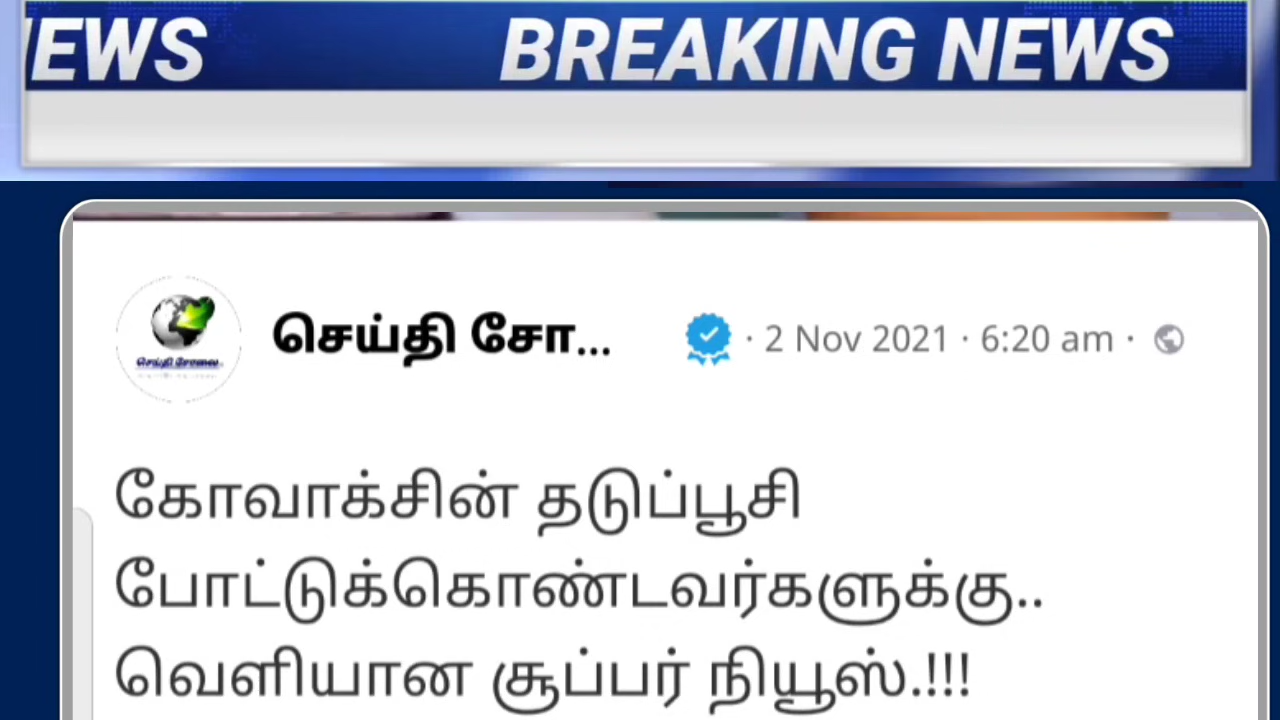 EWS BREAKING NEWS
செய்தி சோ... · 2 Nov 2021 · 6:20 am ·
செய்தி சோலை
கோவாக்சின் தடுப்பூசி
போட்டுக்கொண்டவர்களுக்கு..
வெளியான சூப்பர் நியூஸ்.!!!